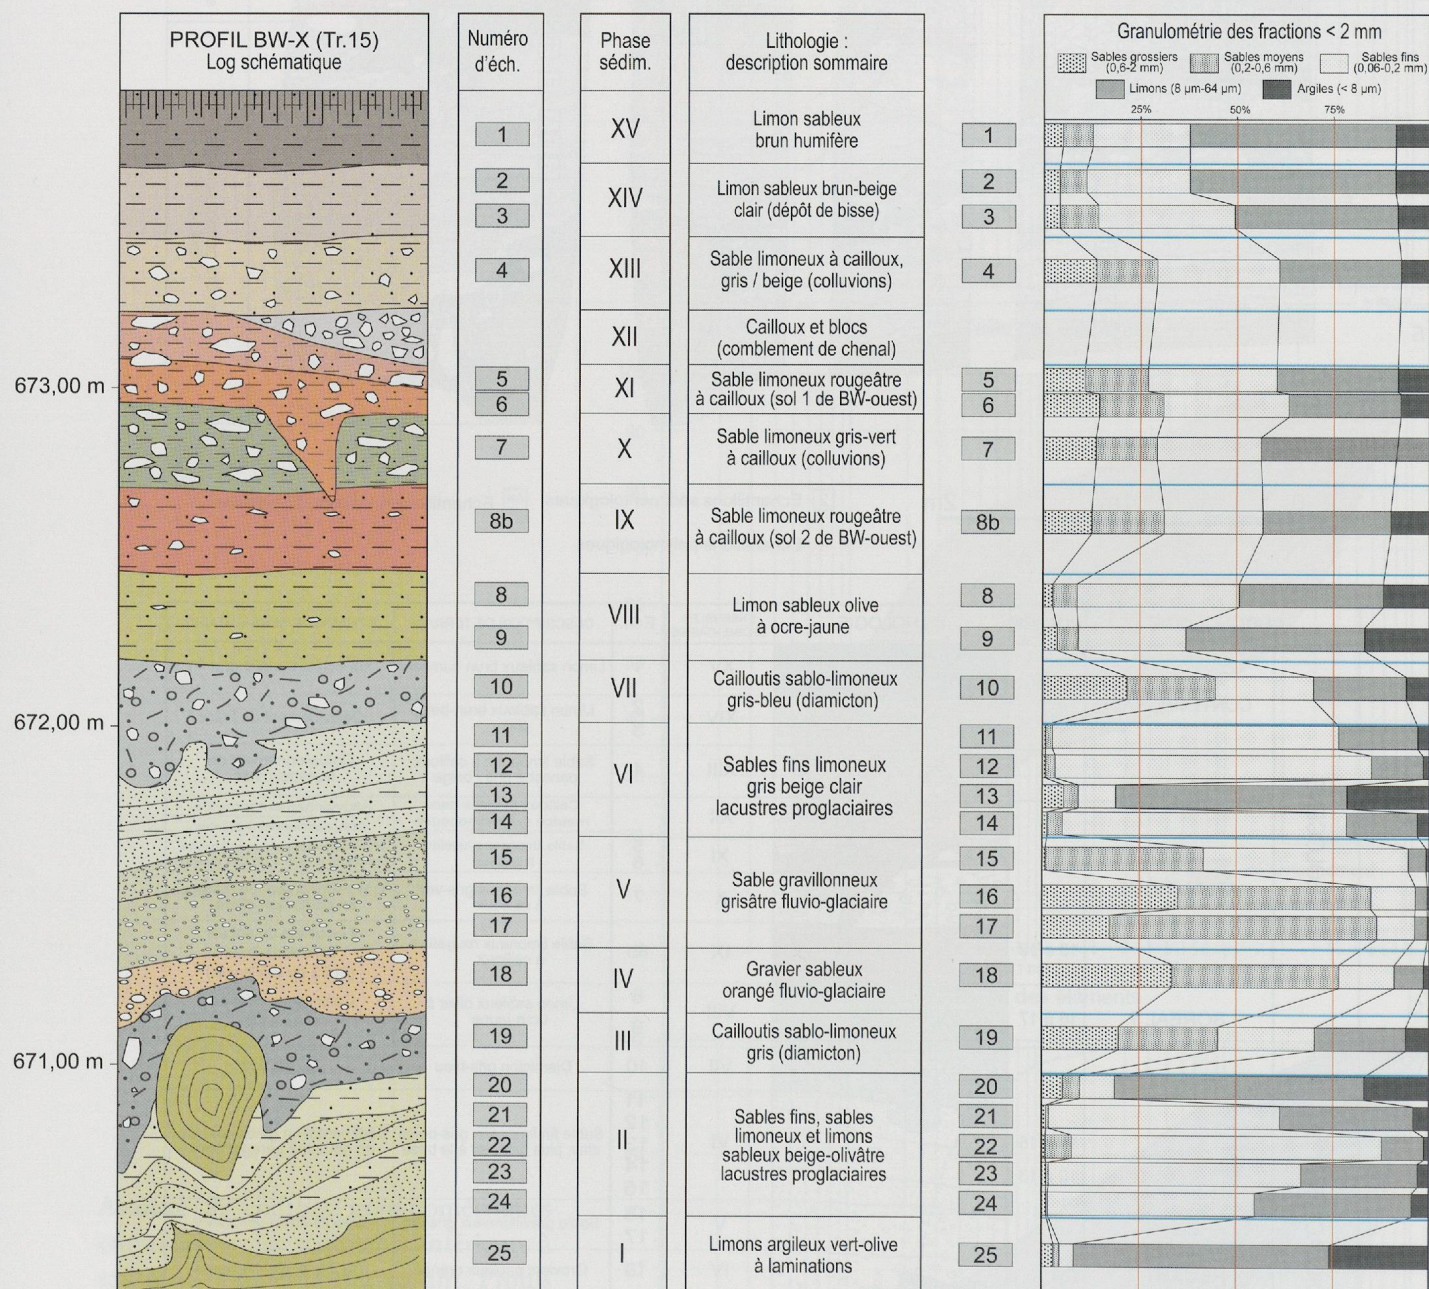 PROFIL BW-X (Tr.15)
Log schématique
Numéro
d'éch.
Phase
sédim.
Lithologie :
description sommaire
Granulométrie des fractions < 2 mm
Sables grossiers
(0,6-2 mm)
Sables moyens
(0,2-0,6 mm)
Sables fins
(0,06-0,2 mm)
Limons (8 µm-64 µm)
Argiles (< 8 µm)
25% 50% 75%
1 XV Limon sableux
brun humifère 1
2 XIV Limon sableux brun-beige 2
3 clair (dépôt de bisse) 3
4 XIII Sable limoneux à cailloux,
gris / beige (colluvions) 4
XII Cailloux et blocs
(comblement de chenal)
673,00 m 5 XI Sable limoneux rougeâtre 5
6 à cailloux (sol 1 de BW-ouest) 6
7 X Sable limoneux gris-vert
à cailloux (colluvions) 7
8b IX Sable limoneux rougeâtre
à cailloux (sol 2 de BW-ouest) 8b
8 VIII Limon sableux olive 8
9 à ocre-jaune 9
10 VII Cailloutis sablo-limoneux
gris-bleu (diamicton) 10
672,00 m
11 11
12 VI Sables fins limoneux 12
gris beige clair
13 lacustres proglaciaires 13
14 14
15 15
16 V Sable gravillonneux
grisâtre fluvio-glaciaire 16
17 17
18 IV Gravier sableux
orangé fluvio-glaciaire 18
19 III Cailloutis sablo-limoneux
gris (diamicton) 19
671,00 m
20 20
21 Sables fins, sables 21
22 II limoneux et limons
sableux beige-olivâtre 22
23 lacustres proglaciaires 23
24 24
25 I Limons argileux vert-olive
à laminations 25